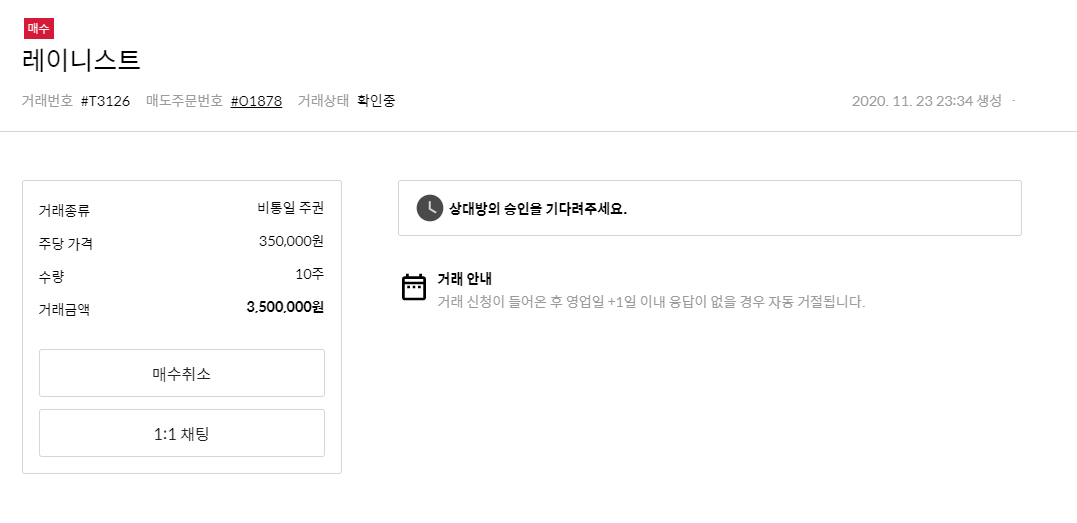 매수
레이니스트
거래번호 #T3126 매도주문번호 #O1878 거래상태 확인중
2020. 11. 23 23:34 생성 ·
거래종류 비통일 주권
주당 가격 350,000원
수량 10주
거래금액 3,500,000원
매수취소
1:1 채팅
상대방의 승인을 기다려주세요.
거래 안내
거래 신청이 들어온 후 영업일 +1일 이내 응답이 없을 경우 자동 거절됩니다.